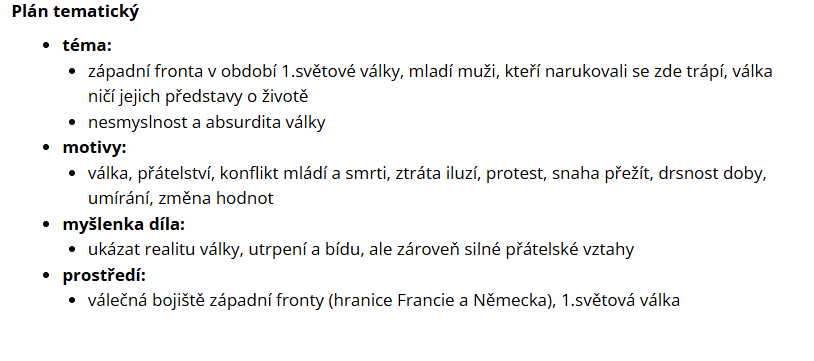 Plán tematický
téma:
západní fronta v období 1.světové války, mladí muži, kteří narukovali se zde trápí, válka
ničí jejich představy o životě
nesmyslnost a absurdita války
motivy:
válka, přátelství, konflikt mládí a smrti, ztráta iluzí, protest, snaha přežít, drsnost doby,
umírání, změna hodnot
myšlenka díla:
ukázat realitu války, utrpení a bídu, ale zároveň silné přátelské vztahy
prostředí:
válečná bojiště západní fronty (hranice Francie a Německa), 1.světová válka